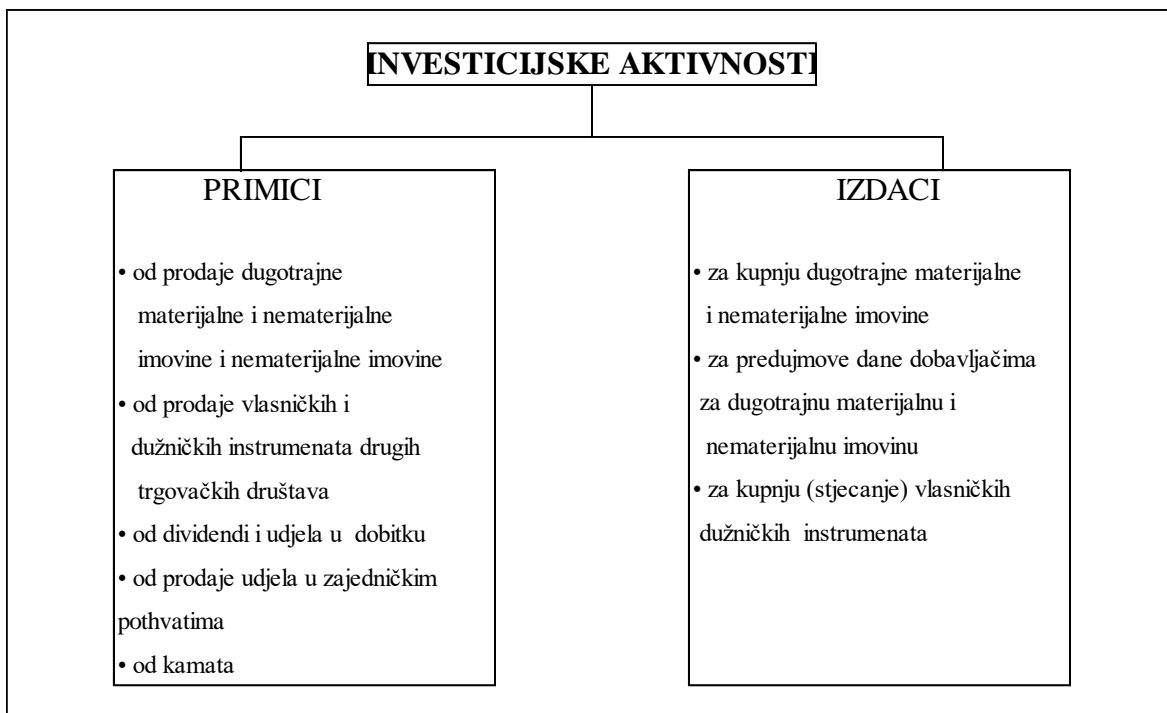 INVESTICIJSKE AKTIVNOSTI
PRIMICI
• od prodaje dugotrajne
materijalne i nematerijalne
imovine i nematerijalne imovine
• od prodaje vlasničkih i
dužničkih instrumenata drugih
trgovačkih društava
• od dividendi i udjela u dobitku
• od prodaje udjela u zajedničkim
pothvatima
• od kamata
IZDACI
• za kupnju dugotrajne materijalne
i nematerijalne imovine
• za predujmove dane dobavljačima
za dugotrajnu materijalnu i
nematerijalnu imovinu
• za kupnju (stjecanje) vlasničkih
dužničkih instrumenata